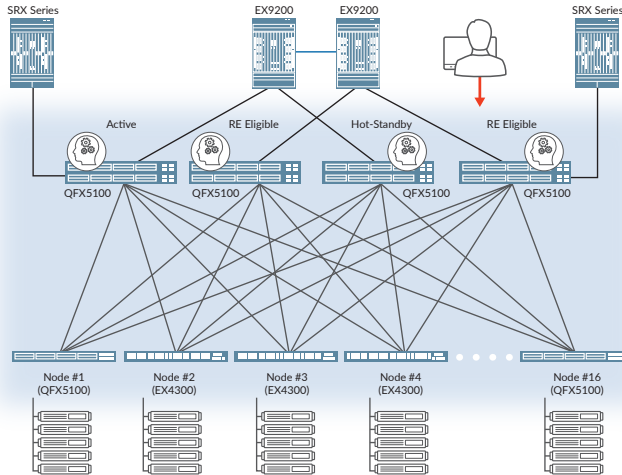 SRX Series
EX9200
EX9200
SRX Series
Active
RE Eligible
Hot-Standby
RE Eligible
QFX5100
QFX5100
QFX5100
QFX5100
Node #1
(QFX5100)
Node #2
(EX4300)
Node #3
(EX4300)
Node #4
(EX4300)
Node #16
(QFX5100)